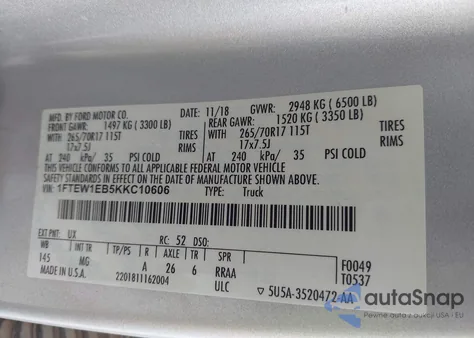 MFD. BY FORD MOTOR CO.
11/18 GVWR: 2948 KG ( 6500 LB)
FRONT GAWR: 1497 KG ( 3300 LB) REAR GAWR: 1520 KG ( 3350 LB)
WITH 265/70R17 115T TIRES WITH 265/70R17 115T TIRES
17x7.5J RIMS 17x7.5J RIMS
AT 240 kPa/ 35 PSI COLD AT 240 kPa/ 35 PSI COLD
THIS VEHICLE CONFORMS TO ALL APPLICABLE FEDERAL MOTOR VEHICLE
SAFETY STANDARDS IN EFFECT ON THE DATE OF MANUFACTURE SHOWN ABOVE.
VIN: 1FTEW1EB5KKC10606 TYPE: Truck
EXT PNT: UX RC: 52 DSO:
WB INT TR TP/PS R AXLE TR SPR F0049
145 MG A 26 6 RRAA T0537
MADE IN U.S.A. 2201811162004 ULC ▽ 5U5A-3520472-AA
autaSnap
Aukcje i Pośrednictwo z USA • EU